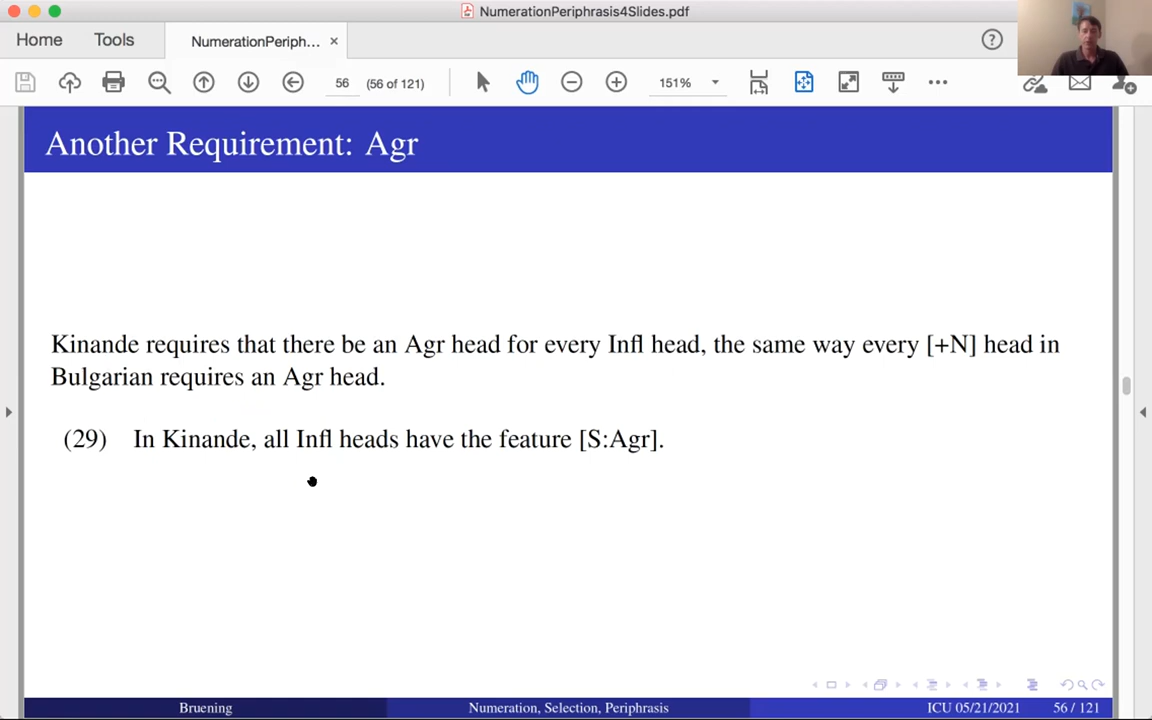 NumerationPeriphrasis4Slides.pdf
Home Tools NumerationPeriph... ×
56 (56 of 121) 151%
Another Requirement: Agr
Kinande requires that there be an Agr head for every Infl head, the same way every [+N] head in
Bulgarian requires an Agr head.
(29) In Kinande, all Infl heads have the feature [S:Agr].
Bruening Numeration, Selection, Periphrasis ICU 05/21/2021 56 / 121